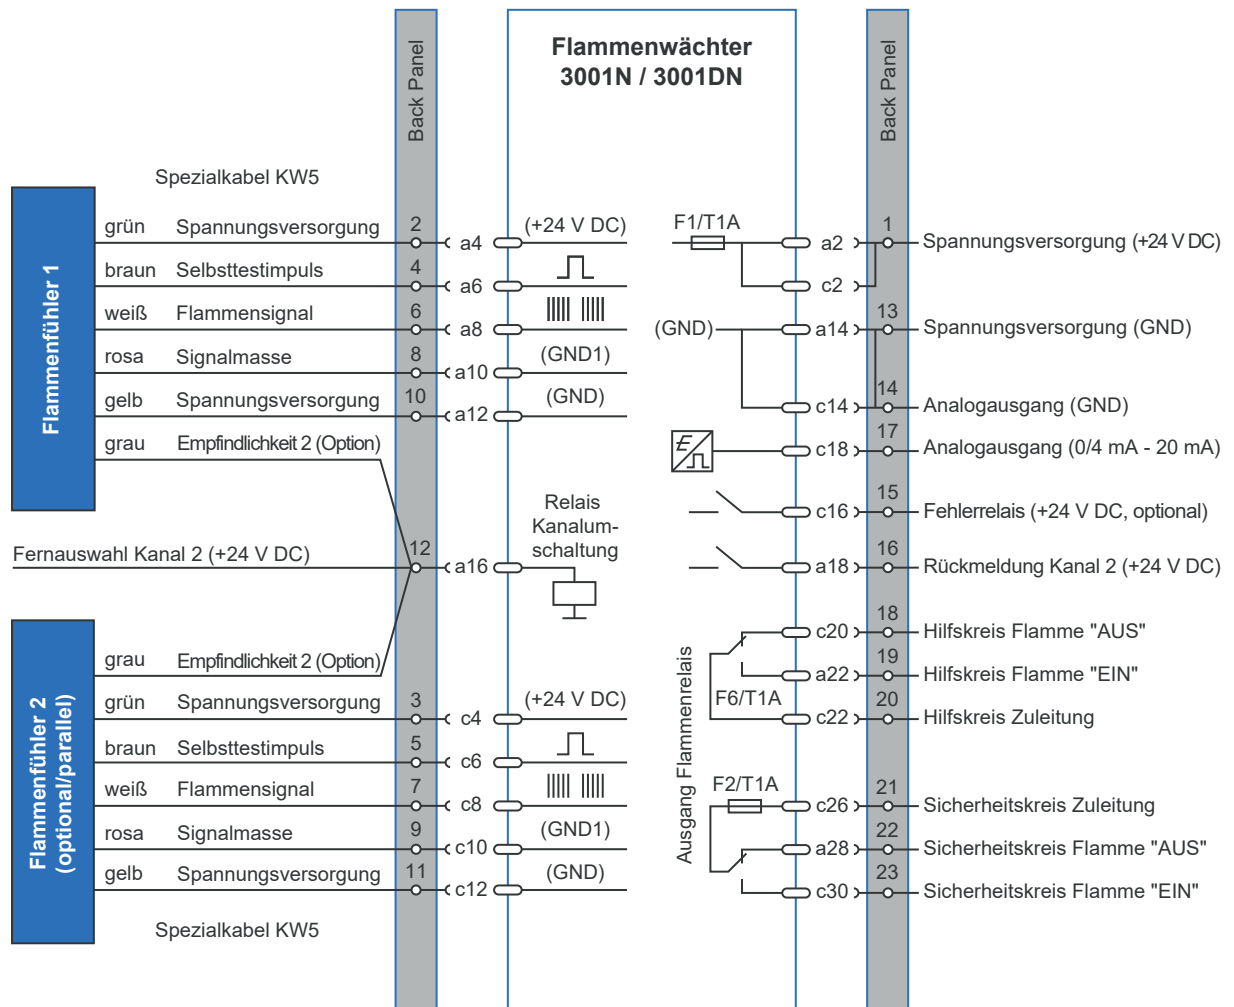 Flammenwächter
3001N / 3001DN
Back Panel
Back Panel
Spezialkabel KW5
Flammenfühler 1
grün Spannungsversorgung 2 a4 (+24 V DC)
braun Selbsttestimpuls 4 a6
weiß Flammensignal 6 a8
rosa Signalmasse 8 a10 (GND1)
gelb Spannungsversorgung 10 a12 (GND)
grau Empfindlichkeit 2 (Option)
Fernauswahl Kanal 2 (+24 V DC) 12 a16
Relais
Kanalum-
schaltung
Flammenfühler 2
(optional/parallel)
grau Empfindlichkeit 2 (Option)
grün Spannungsversorgung 3 c4 (+24 V DC)
braun Selbsttestimpuls 5 c6
weiß Flammensignal 7 c8
rosa Signalmasse 9 c10 (GND1)
gelb Spannungsversorgung 11 c12 (GND)
Spezialkabel KW5
F1/T1A a2 1 Spannungsversorgung (+24 V DC)
c2
(GND) a14 13 Spannungsversorgung (GND)
c14 14 Analogausgang (GND)
E c18 17 Analogausgang (0/4 mA - 20 mA)
c16 15 Fehlerrelais (+24 V DC, optional)
a18 16 Rückmeldung Kanal 2 (+24 V DC)
Ausgang Flammenrelais
c20 18 Hilfskreis Flamme "AUS"
a22 19 Hilfskreis Flamme "EIN"
F6/T1A c22 20 Hilfskreis Zuleitung
F2/T1A c26 21 Sicherheitskreis Zuleitung
a28 22 Sicherheitskreis Flamme "AUS"
c30 23 Sicherheitskreis Flamme "EIN"